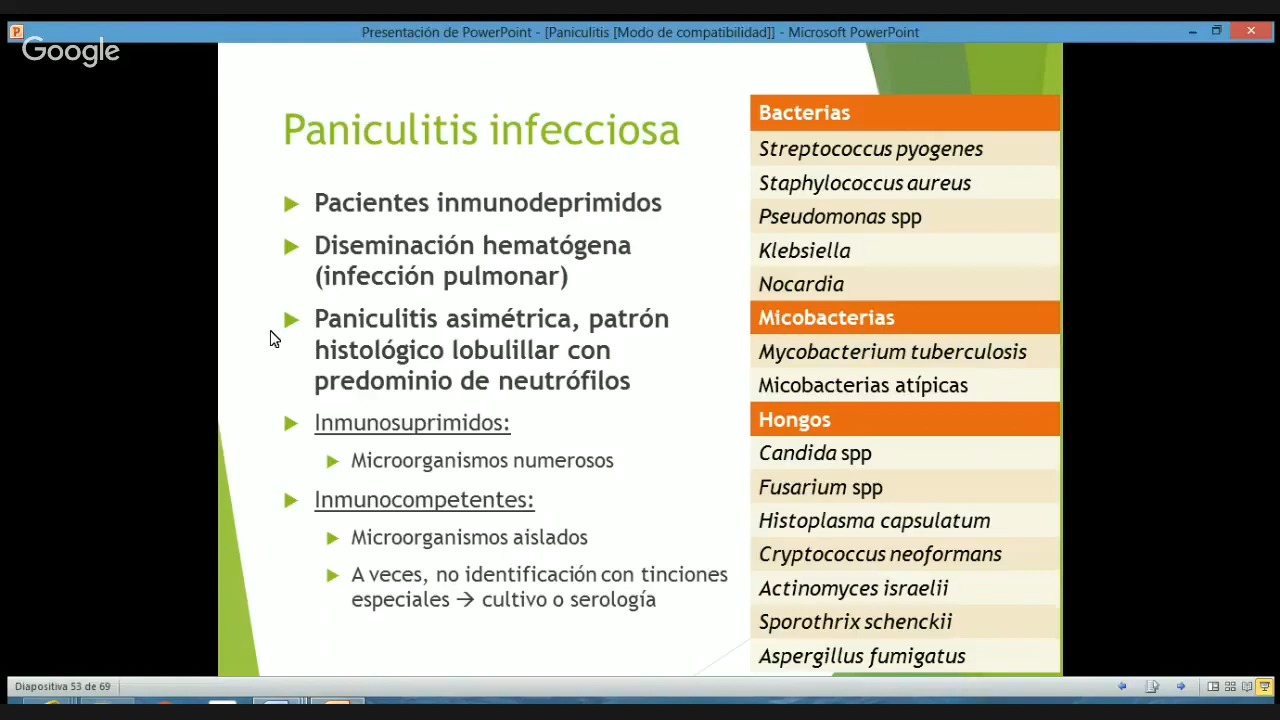 Presentación de PowerPoint - [Paniculitis [Modo de compatibilidad]] - Microsoft PowerPoint
Google
Paniculitis infecciosa
Pacientes inmunodeprimidos
Diseminación hematógena
(infección pulmonar)
Paniculitis asimétrica, patrón
histológico lobulillar con
predominio de neutrófilos
Inmunosuprimidos:
Microorganismos numerosos
Inmunocompetentes:
Microorganismos aislados
A veces, no identificación con tinciones
especiales → cultivo o serología
Bacterias
Streptococcus pyogenes
Staphylococcus aureus
Pseudomonas spp
Klebsiella
Nocardia
Micobacterias
Mycobacterium tuberculosis
Micobacterias atípicas
Hongos
Candida spp
Fusarium spp
Histoplasma capsulatum
Cryptococcus neoformans
Actinomyces israelii
Sporothrix schenckii
Aspergillus fumigatus
Diapositiva 53 de 69